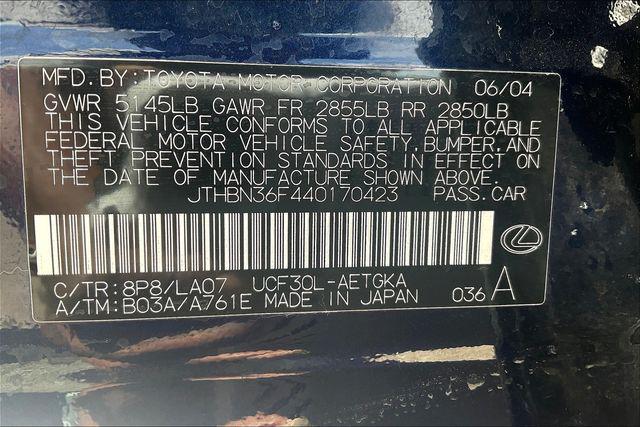 MFD. BY: TOYOTA MOTOR CORPORATION 06/04
GVWR 5145LB GAWR FR 2855LB RR 2850LB
THIS VEHICLE CONFORMS TO ALL APPLICABLE
FEDERAL MOTOR VEHICLE SAFETY, BUMPER, AND
THEFT PREVENTION STANDARDS IN EFFECT ON
THE DATE OF MANUFACTURE SHOWN ABOVE.
JTHBN36F440170423 PASS. CAR
C/TR: 8P8/LA07 UCF30L-AETGKA
A/TM: B03A/A761E MADE IN JAPAN 036 A